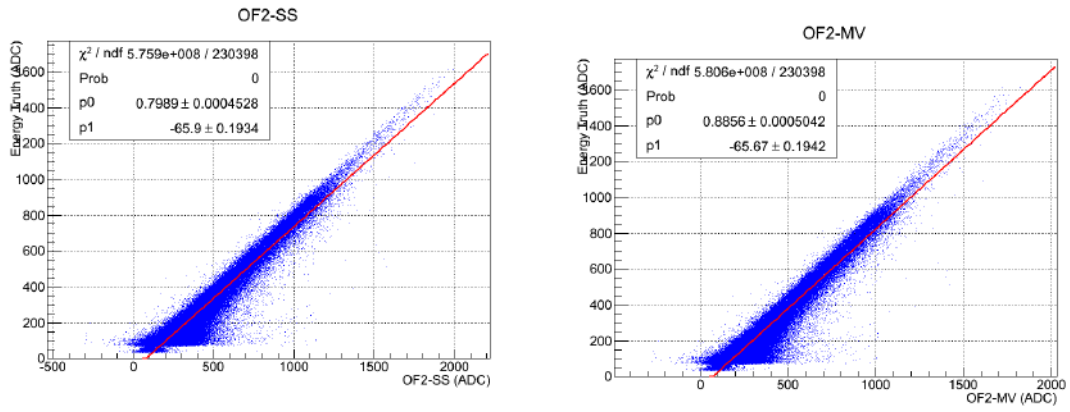 OF2-SS
χ² / ndf 5.759e+008 / 230398
Prob 0
p0 0.7989 ± 0.0004528
p1 -65.9 ± 0.1934
Energy Truth (ADC)
1600
1400
1200
1000
800
600
400
200
0
-500 0 500 1000 1500 2000
OF2-SS (ADC)
OF2-MV
χ² / ndf 5.806e+008 / 230398
Prob 0
p0 0.8856 ± 0.0005042
p1 -65.67 ± 0.1942
Energy Truth (ADC)
1600
1400
1200
1000
800
600
400
200
0
0 500 1000 1500 2000
OF2-MV (ADC)